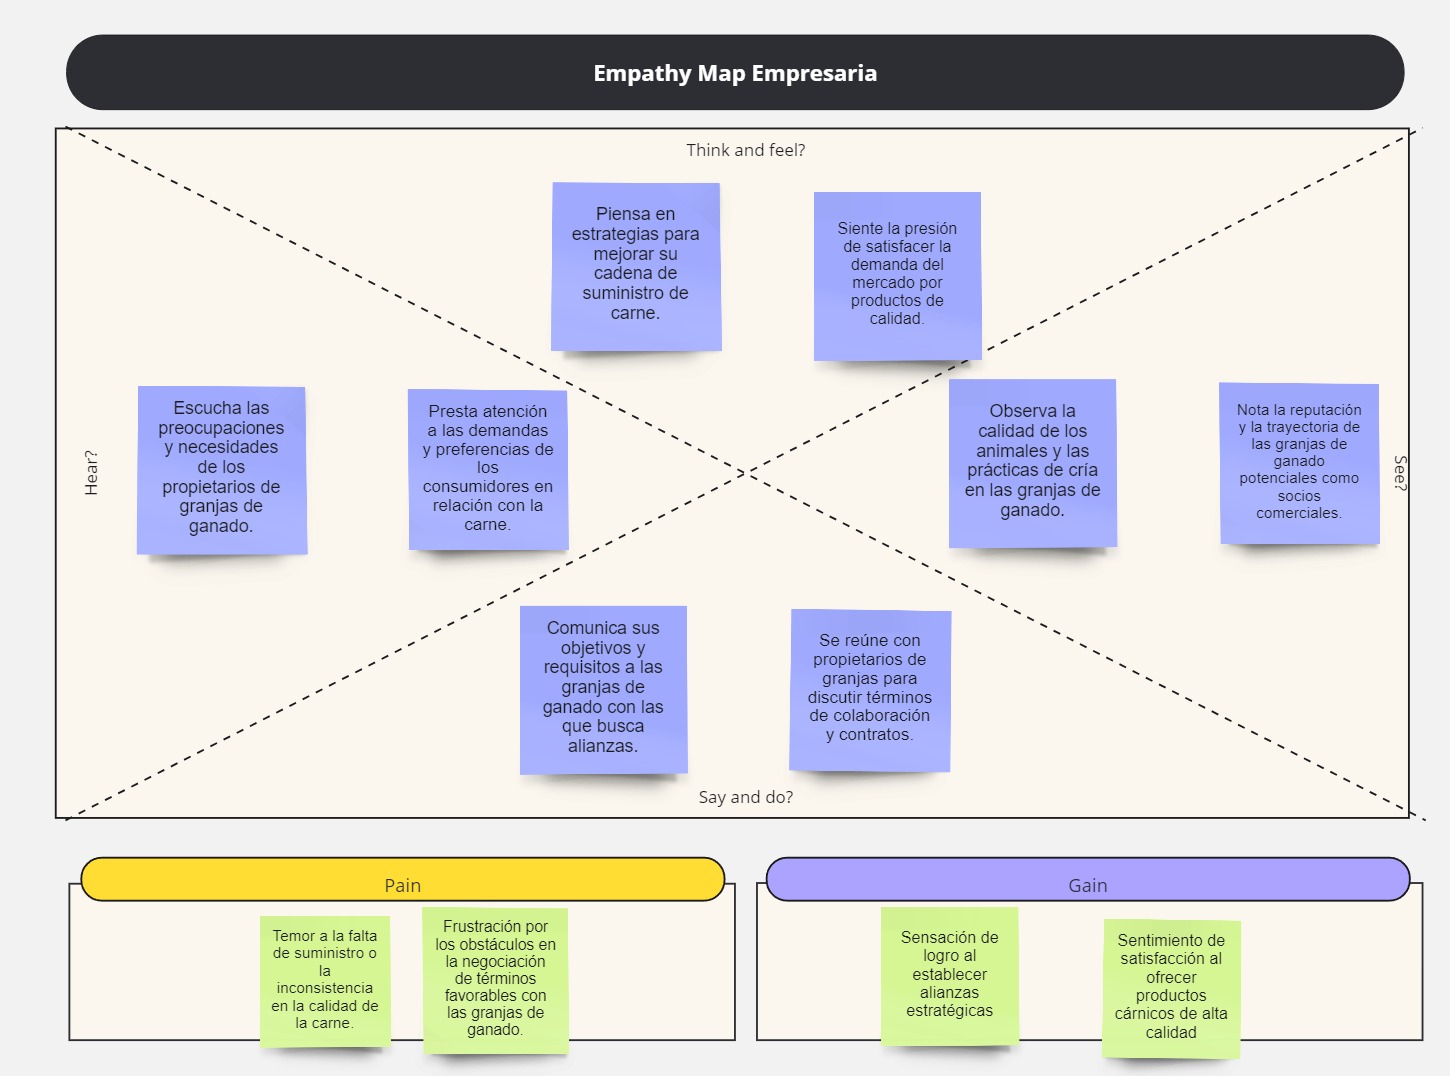 Empathy Map Empresaria
Think and feel?
Piensa en
estrategias para
mejorar su
cadena de
suministro de
carne.
Siente la presión
de satisfacer la
demanda del
mercado por
productos de
calidad.
Hear?
Escucha las
preocupaciones
y necesidades
de los
propietarios de
granjas de
ganado.
Presta atención
a las demandas
y preferencias de
los
consumidores en
relación con la
carne.
Observa la
calidad de los
animales y las
prácticas de cría
en las granjas de
ganado.
Nota la reputación
y la trayectoria de
las granjas de
ganado
potenciales como
socios
comerciales.
See?
Comunica sus
objetivos y
requisitos a las
granjas de
ganado con las
que busca
alianzas.
Se reúne con
propietarios de
granjas para
discutir términos
de colaboración
y contratos.
Say and do?
Pain
Temor a la falta
de suministro o
la
inconsistencia
en la calidad de
la carne.
Frustración por
los obstáculos en
la negociación
de términos
favorables con
las granjas de
ganado.
Gain
Sensación de
logro al
establecer
alianzas
estratégicas
Sentimiento de
satisfacción al
ofrecer
productos
cárnicos de alta
calidad